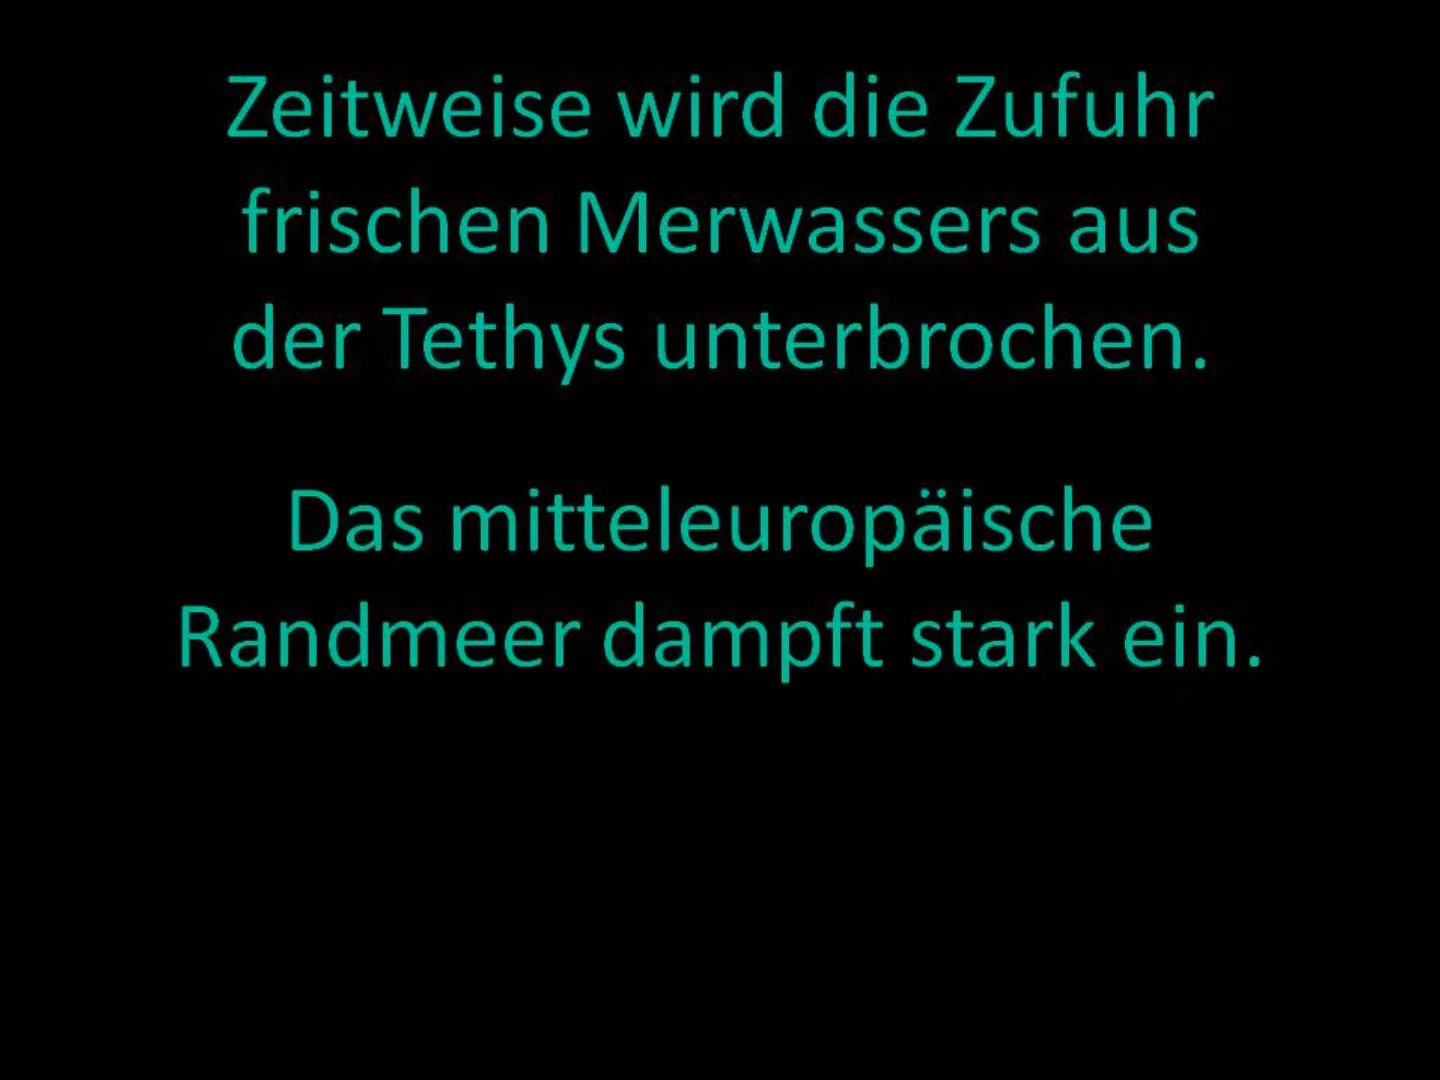 Zeitweise wird die Zufuhr
frischen Merwassers aus
der Tethys unterbrochen.
Das mitteleuropäische
Randmeer dampft stark ein.